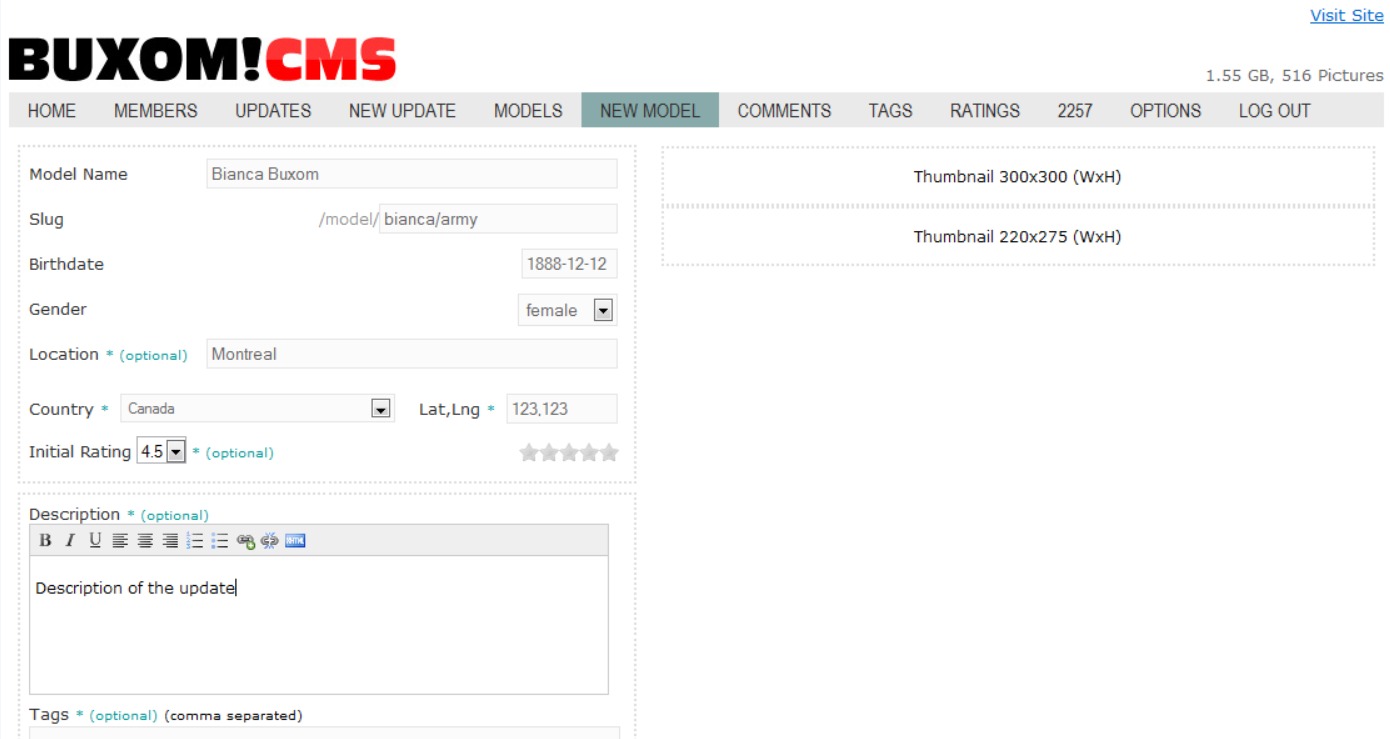 Visit Site
BUXOM!CMS
1.55 GB, 516 Pictures
HOME MEMBERS UPDATES NEW UPDATE MODELS NEW MODEL COMMENTS TAGS RATINGS 2257 OPTIONS LOG OUT
Model Name Bianca Buxom
Slug /model/ bianca/army
Birthdate 1888-12-12
Gender female
Location * (optional) Montreal
Country * Canada Lat,Lng * 123,123
Initial Rating 4.5 * (optional)
Thumbnail 300x300 (WxH)
Thumbnail 220x275 (WxH)
Description * (optional)
B I U
Description of the update
Tags * (optional) (comma separated)